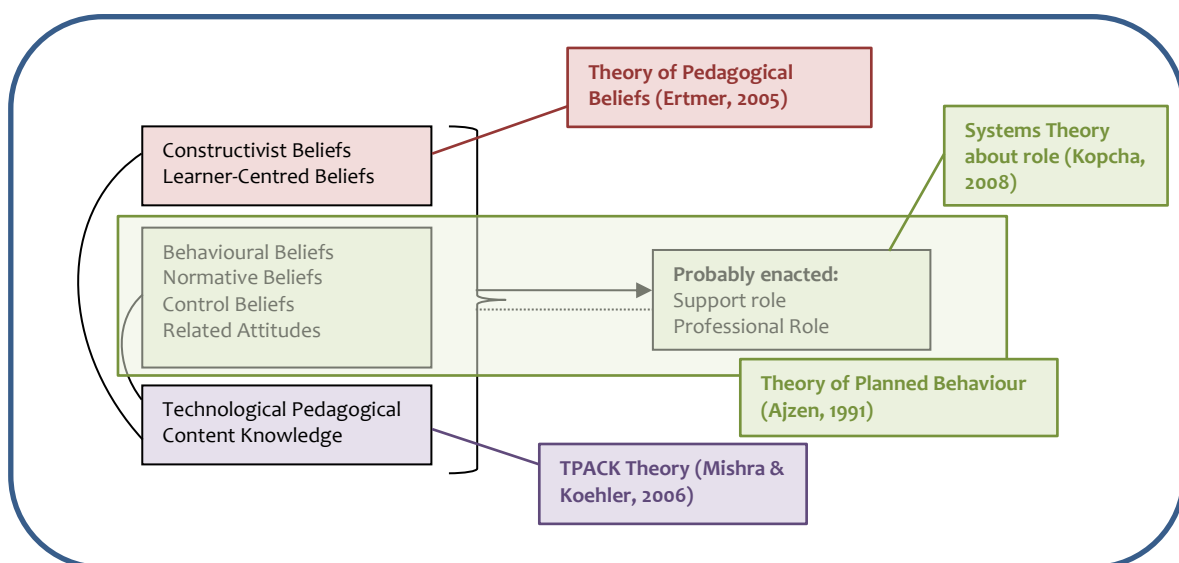 Theory of Pedagogical
Beliefs (Ertmer, 2005)
Systems Theory
about role (Kopcha,
2008)
Constructivist Beliefs
Learner-Centred Beliefs
Behavioural Beliefs
Normative Beliefs
Control Beliefs
Related Attitudes
Probably enacted:
Support role
Professional Role
Theory of Planned Behaviour
(Ajzen, 1991)
Technological Pedagogical
Content Knowledge
TPACK Theory (Mishra &
Koehler, 2006)